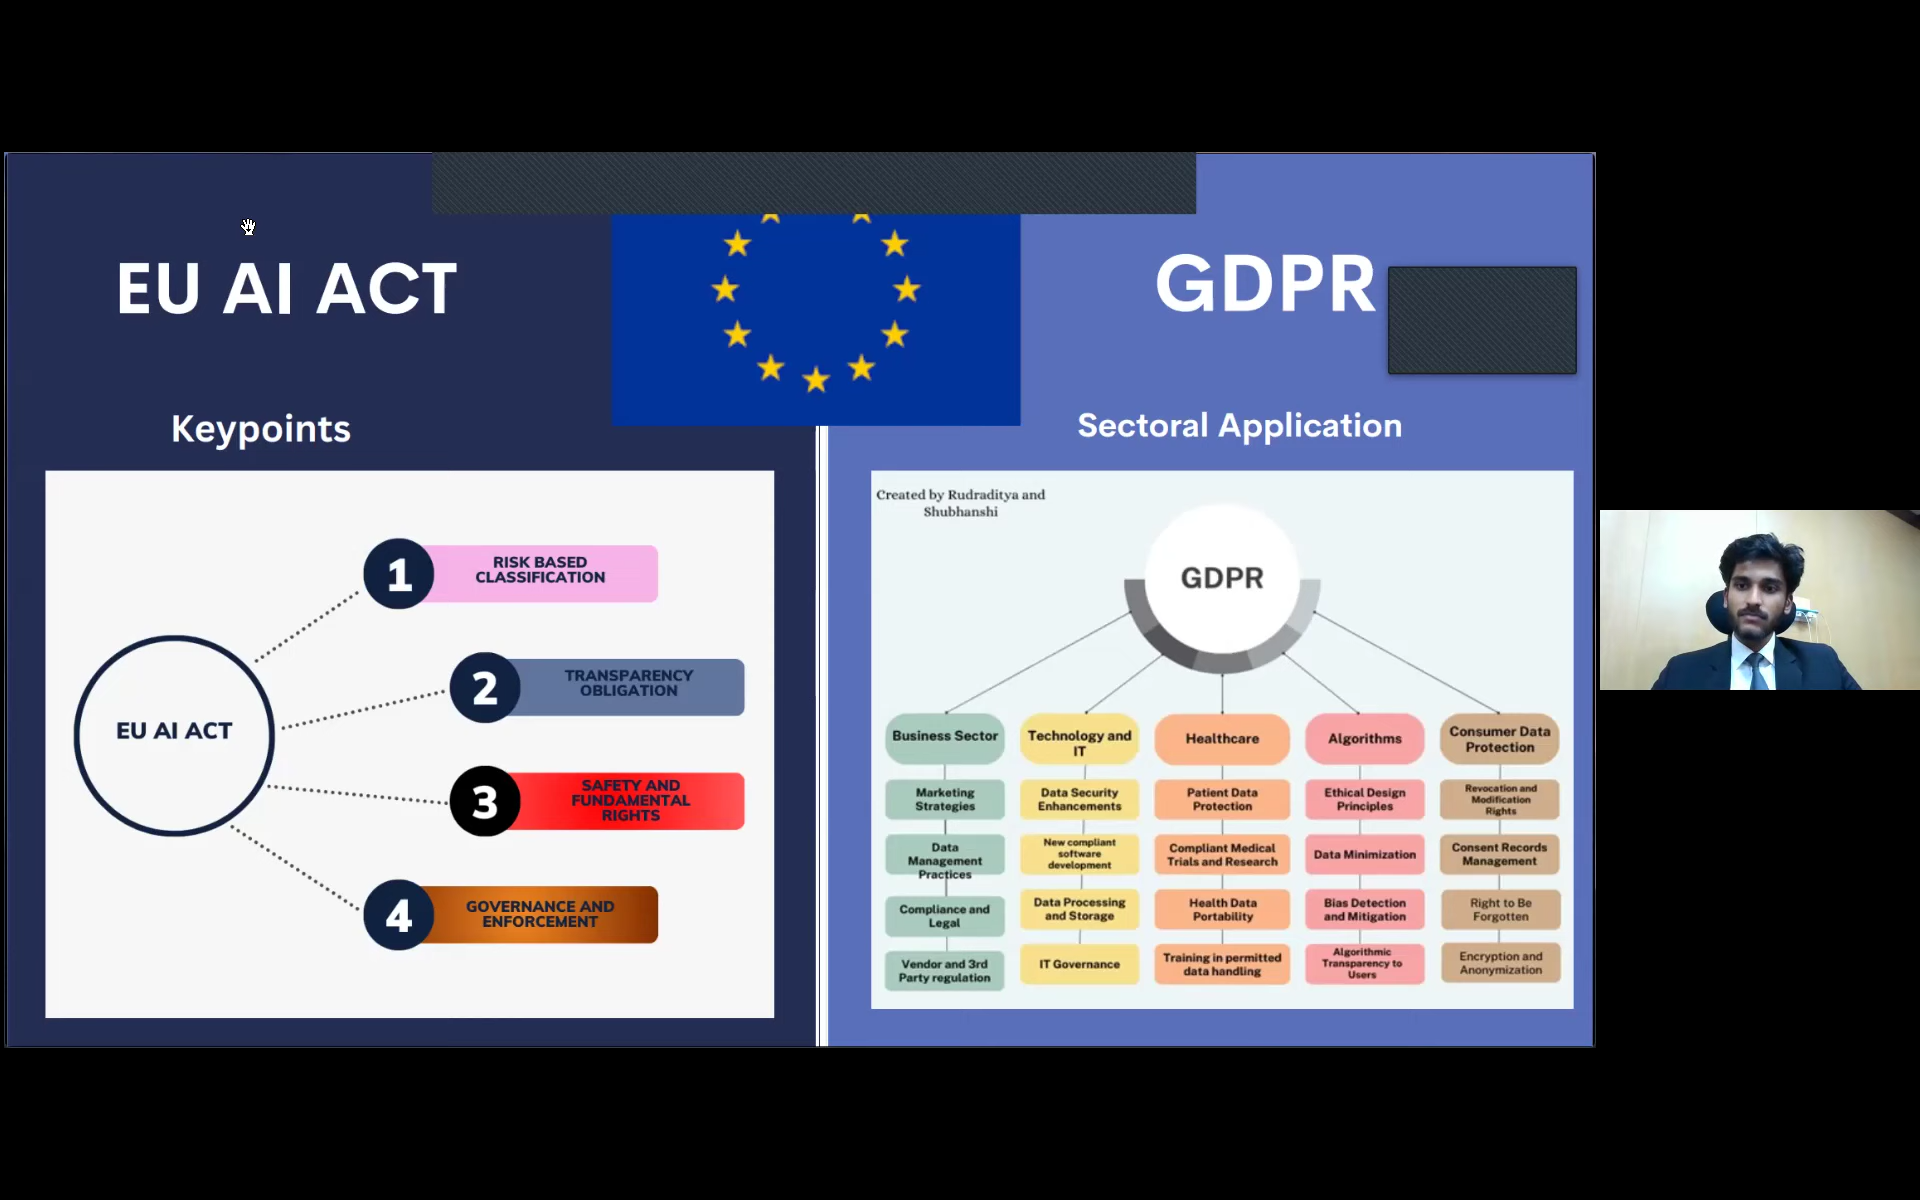 EU AI ACT
Keypoints
EU AI ACT
1
RISK BASED
CLASSIFICATION
2
TRANSPARENCY
OBLIGATION
3
SAFETY AND
FUNDAMENTAL
RIGHTS
4
GOVERNANCE AND
ENFORCEMENT
GDPR
Sectoral Application
Created by Rudraditya and
Shubhanshi
GDPR
Business Sector
Marketing
Strategies
Data
Management
Practices
Compliance and
Legal
Vendor and 3rd
Party regulation
Technology and
IT
Data Security
Enhancements
New compliant
software
development
Data Processing
and Storage
IT Governance
Healthcare
Patient Data
Protection
Compliant Medical
Trials and Research
Health Data
Portability
Training in permitted
data handling
Algorithms
Ethical Design
Principles
Data Minimization
Bias Detection
and Mitigation
Algorithmic
Transparency to
Users
Consumer Data
Protection
Revocation and
Modification
Rights
Consent Records
Management
Right to Be
Forgotten
Encryption and
Anonymization